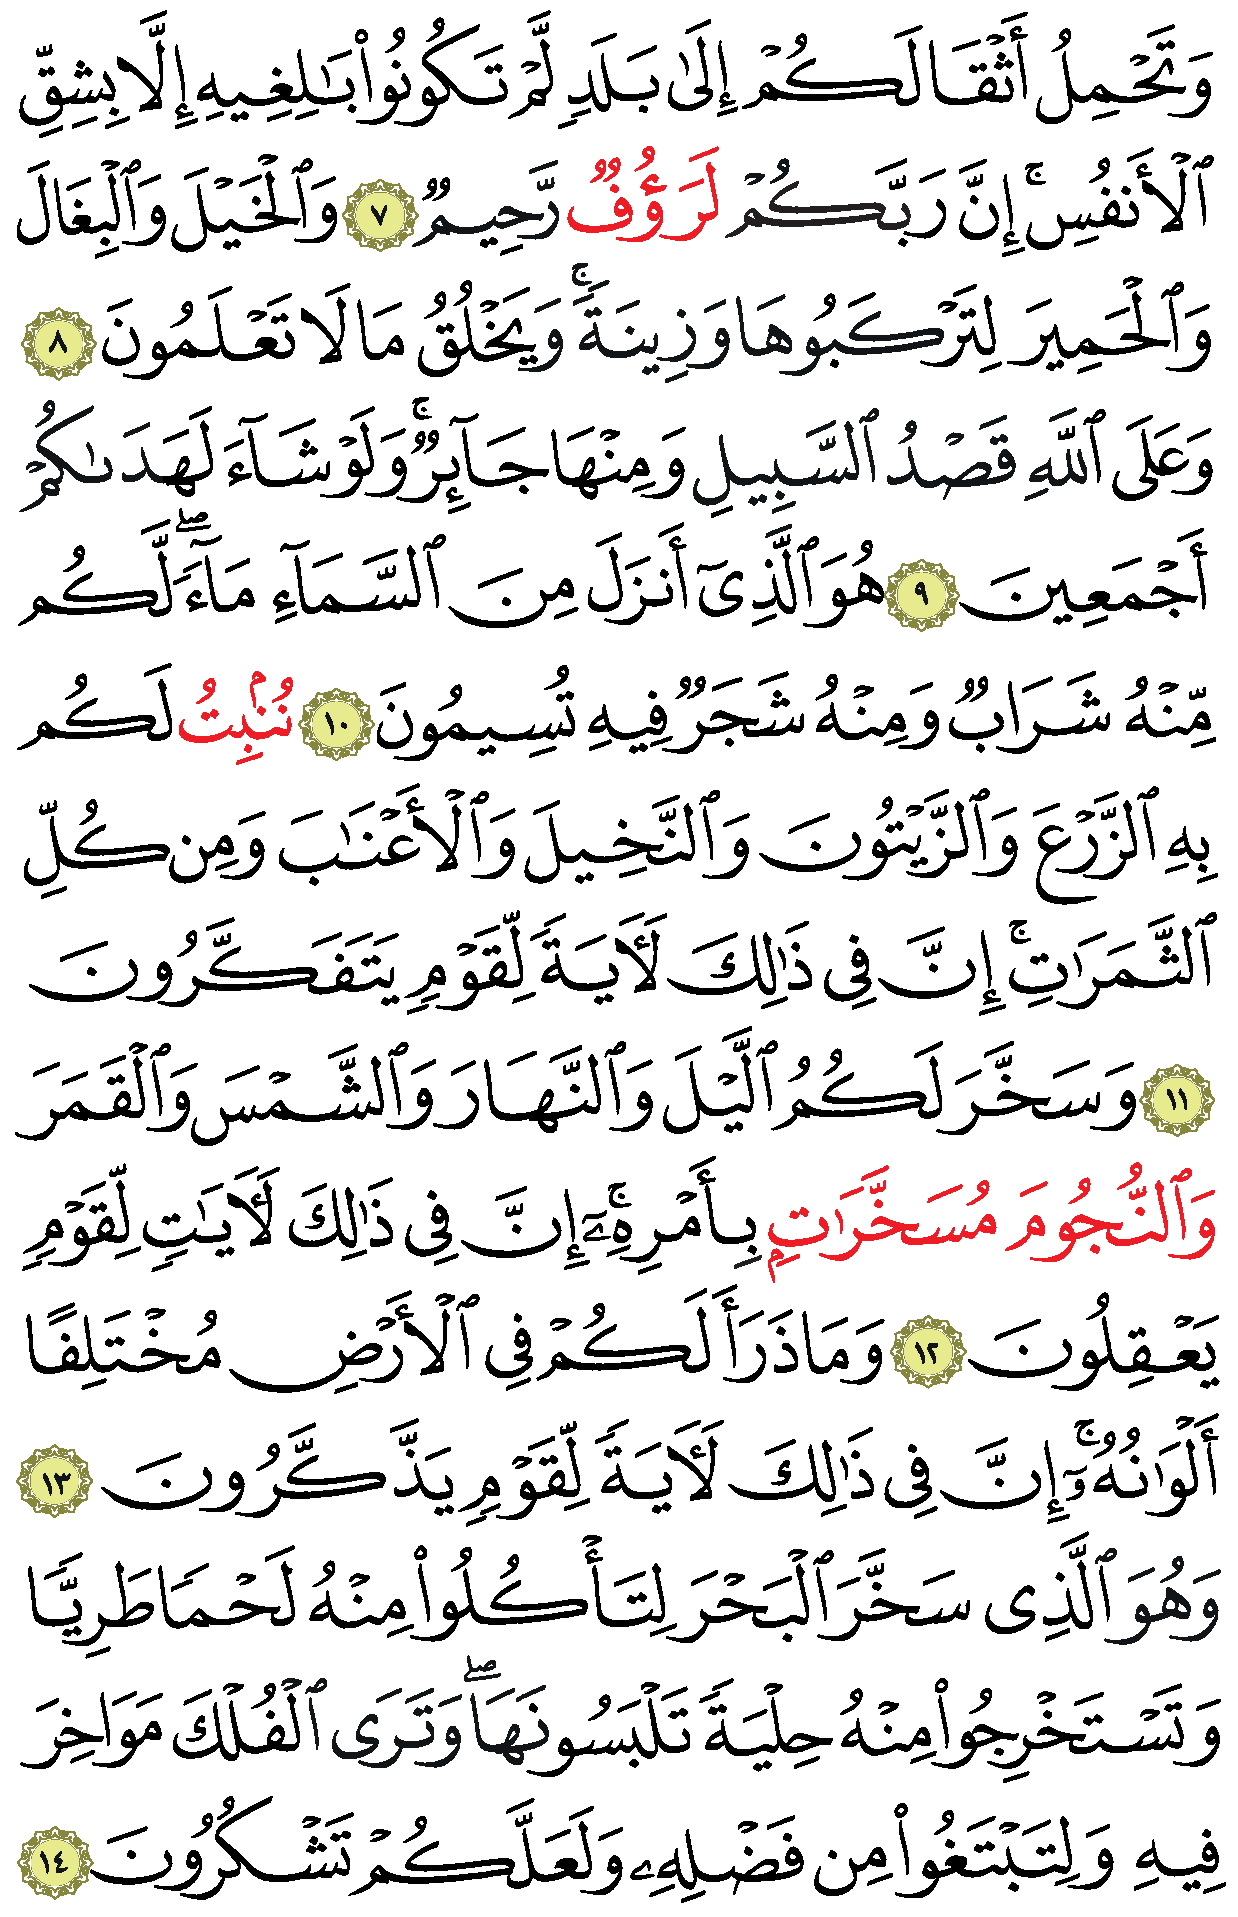 وَتَحۡمِلُ أَثۡقَالَكُمۡ إِلَىٰ بَلَدٖ لَّمۡ تَكُونُواْ بَٰلِغِيهِ إِلَّا بِشِقِّ
ٱلۡأَنفُسِۚ إِنَّ رَبَّكُمۡ لَرَءُوفٞ رَّحِيمٞ ٧ وَٱلۡخَيۡلَ وَٱلۡبِغَالَ
وَٱلۡحَمِيرَ لِتَرۡكَبُوهَا وَزِينَةٗۚ وَيَخۡلُقُ مَا لَا تَعۡلَمُونَ ٨
وَعَلَى ٱللَّهِ قَصۡدُ ٱلسَّبِيلِ وَمِنۡهَا جَآئِرٞۚ وَلَوۡ شَآءَ لَهَدَىٰكُمۡ
أَجۡمَعِينَ ٩ هُوَ ٱلَّذِيٓ أَنزَلَ مِنَ ٱلسَّمَآءِ مَآءٗۖ لَّكُم
مِّنۡهُ شَرَابٞ وَمِنۡهُ شَجَرٞ فِيهِ تُسِيمُونَ ١٠ نُنۢبِتُ لَكُم
بِهِ ٱلزَّرۡعَ وَٱلزَّيۡتُونَ وَٱلنَّخِيلَ وَٱلۡأَعۡنَٰبَ وَمِن كُلِّ
ٱلثَّمَرَٰتِۚ إِنَّ فِي ذَٰلِكَ لَأٓيَةٗ لِّقَوۡمٖ يَتَفَكَّرُونَ
١١ وَسَخَّرَ لَكُمُ ٱلَّيۡلَ وَٱلنَّهَارَ وَٱلشَّمۡسَ وَٱلۡقَمَرَ
وَٱلنُّجُومَ مُسَخَّرَٰتِۭ بِأَمۡرِهِۦٓۚ إِنَّ فِي ذَٰلِكَ لَأٓيَٰتٖ لِّقَوۡمٖ
يَعۡقِلُونَ ١٢ وَمَا ذَرَأَ لَكُمۡ فِي ٱلۡأَرۡضِ مُخۡتَلِفًا
أَلۡوَٰنُهُۥٓۚ إِنَّ فِي ذَٰلِكَ لَأٓيَةٗ لِّقَوۡمٖ يَذَّكَّرُونَ ١٣
وَهُوَ ٱلَّذِي سَخَّرَ ٱلۡبَحۡرَ لِتَأۡكُلُواْ مِنۡهُ لَحۡمٗا طَرِيّٗا
وَتَسۡتَخۡرِجُواْ مِنۡهُ حِلۡيَةٗ تَلۡبَسُونَهَاۖ وَتَرَى ٱلۡفُلۡكَ مَوَاخِرَ
فِيهِ وَلِتَبۡتَغُواْ مِن فَضۡلِهِۦ وَلَعَلَّكُمۡ تَشۡكُرُونَ ١٤